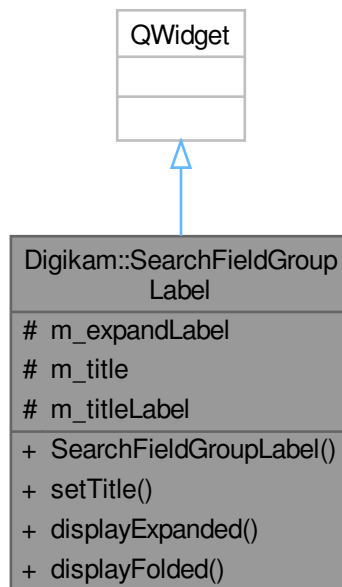 QWidget
Digikam::SearchFieldGroup
Label
# m_expandLabel
# m_title
# m_titleLabel
+ SearchFieldGroupLabel()
+ setTitle()
+ displayExpanded()
+ displayFolded()